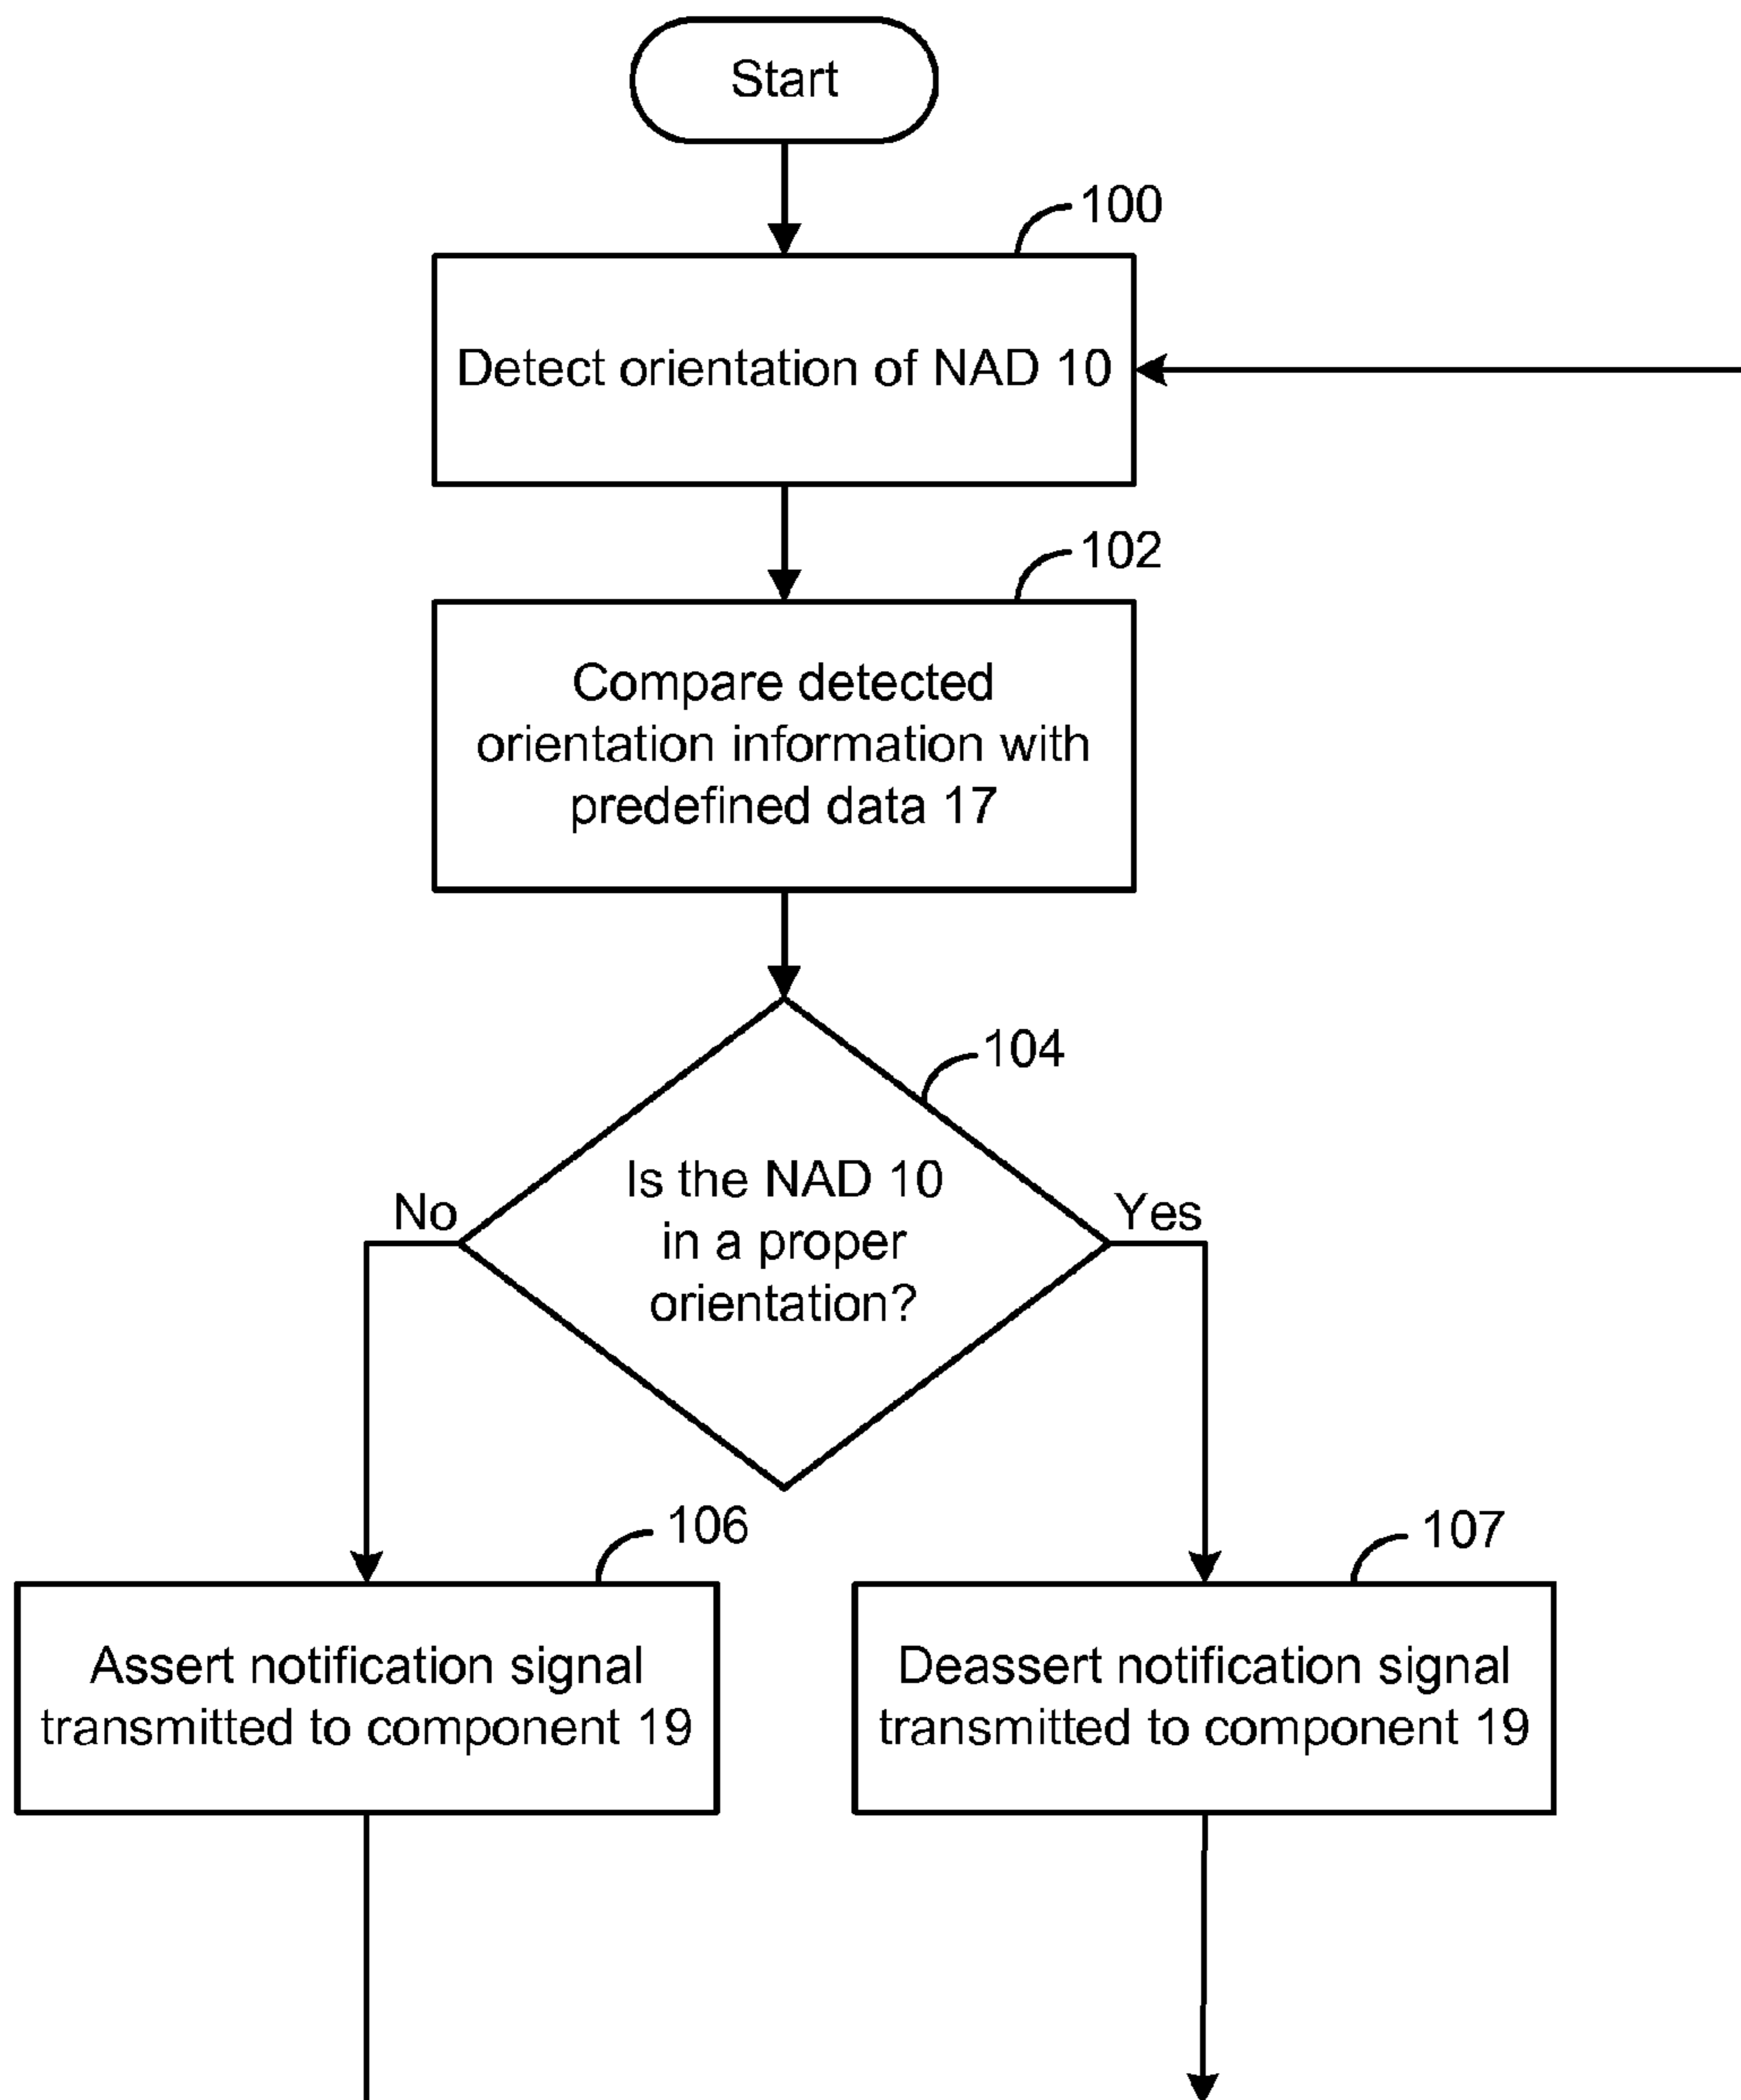 Start
100
Detect orientation of NAD 10
102
Compare detected
orientation information with
predefined data 17
104
Is the NAD 10
in a proper
orientation?
No
Yes
106
Assert notification signal
transmitted to component 19
107
Deassert notification signal
transmitted to component 19